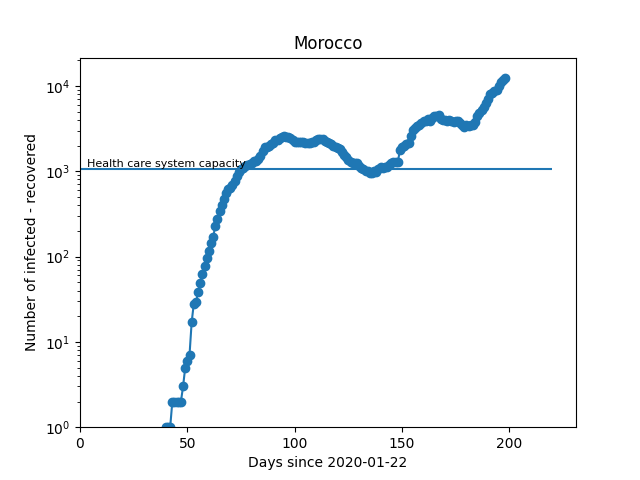 Morocco
Number of infected - recovered
10^4
10^3
10^2
10^1
10^0
Health care system capacity
0 50 100 150 200
Days since 2020-01-22